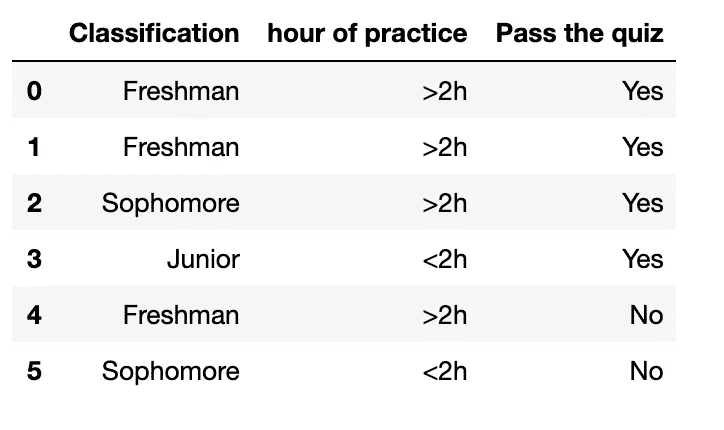 Classification hour of practice Pass the quiz
0 Freshman >2h Yes
1 Freshman >2h Yes
2 Sophomore >2h Yes
3 Junior <2h Yes
4 Freshman >2h No
5 Sophomore <2h No